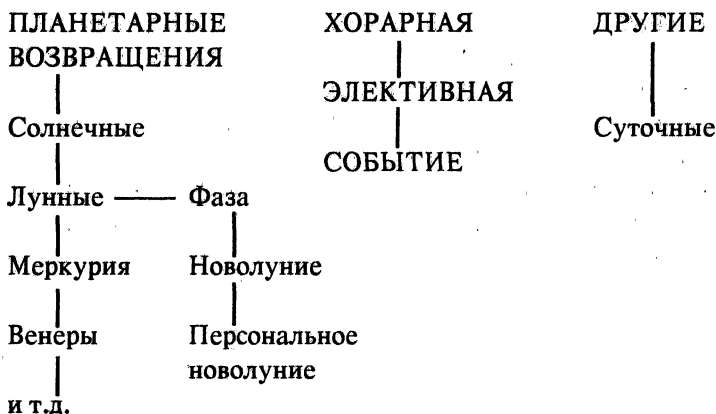 ПЛАНЕТАРНЫЕ ВОЗВРАЩЕНИЯ
Солнечные
Лунные
Меркурия
Венеры
и т.д.
Фаза
Новолуние
Персональное
новолуние
ХОРАРНАЯ
ЭЛЕКТИВНАЯ
СОБЫТИЕ
ДРУГИЕ
Суточные